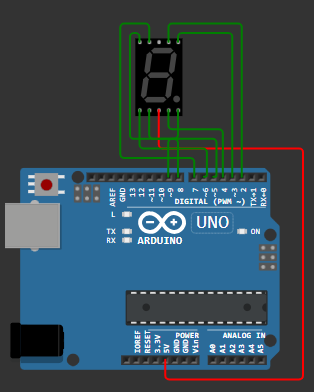 AREF
GND
13
12
~11
~10
~9
8
7
~6
~5
4
~3
2
TX→1
RX←0
DIGITAL (PWM ~)
L
UNO
TX
RX
ARDUINO
ON
IOREF
RESET
3.3V
5V
GND
GND
Vin
POWER
ANALOG IN
A0
A1
A2
A3
A4
A5